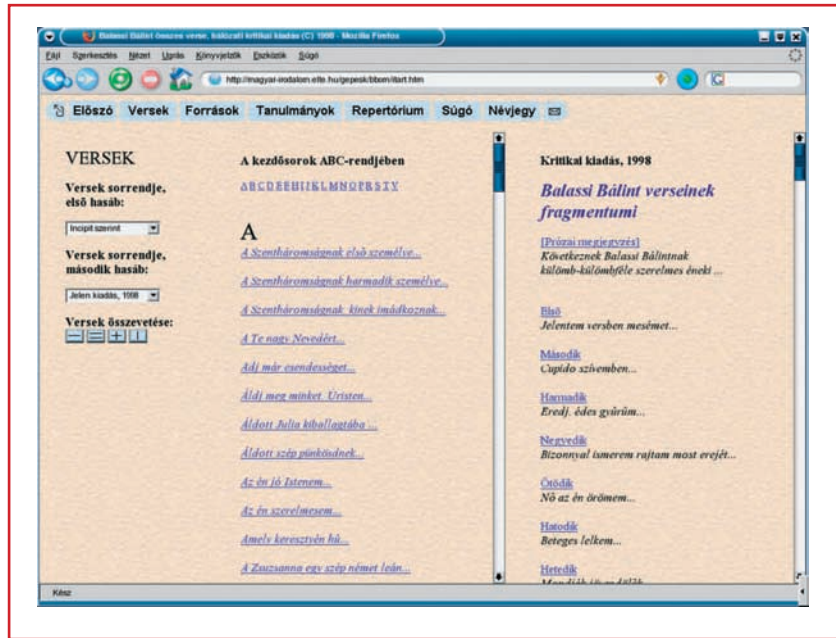 Balassi Bálint összes verse, hálózati kritikai kiadás (C) 1998 - Mozilla Firefox
Fájl Szerkesztés Nézet Ugrás Könyvjelzők Eszközök Súgó
http://magyar-irodalom.elte.hu/gepesk/bbom/itart.htm
Előszó Versek Források Tanulmányok Repertórium Súgó Névjegy
VERSEK
Versek sorrendje,
első hasáb:
Incipit szerint
Versek sorrendje,
második hasáb:
Jelen kiadás, 1998
Versek összevetése:
A kezdősorok ABC-rendjében
A B C D E É H I J K L M N O P R S T V
A
A Szentháromságnak első személye...
A Szentháromságnak harmadik személye...
A Szentháromságnak kinek imádkoznak...
A Te nagy Nevedért...
Adj már csendességet...
Áldj meg minket, Úristen...
Áldott Julia kiballagtába ...
Áldott szép pünkösdnek...
Az én jó Istenem...
Az én szerelmesem...
Amely keresztyén hű...
A Zsuzsanna egy szép német leán...
Kritikai kiadás, 1998
Balassi Bálint verseinek
fragmentumi
[Prózai megjegyzés]
Következnek Balassi Bálintnak
külömb-külömbféle szerelmes éneki ...
Első
Jelentem versben mesémet...
Második
Cupido szívemben...
Harmadik
Eredj, édes gyűrűm...
Negyedik
Bizonnyal ismerem rajtam most erejét...
Ötödik
Nő az én örömem...
Hatodik
Beteges lelkem...
Hetedik
Kész